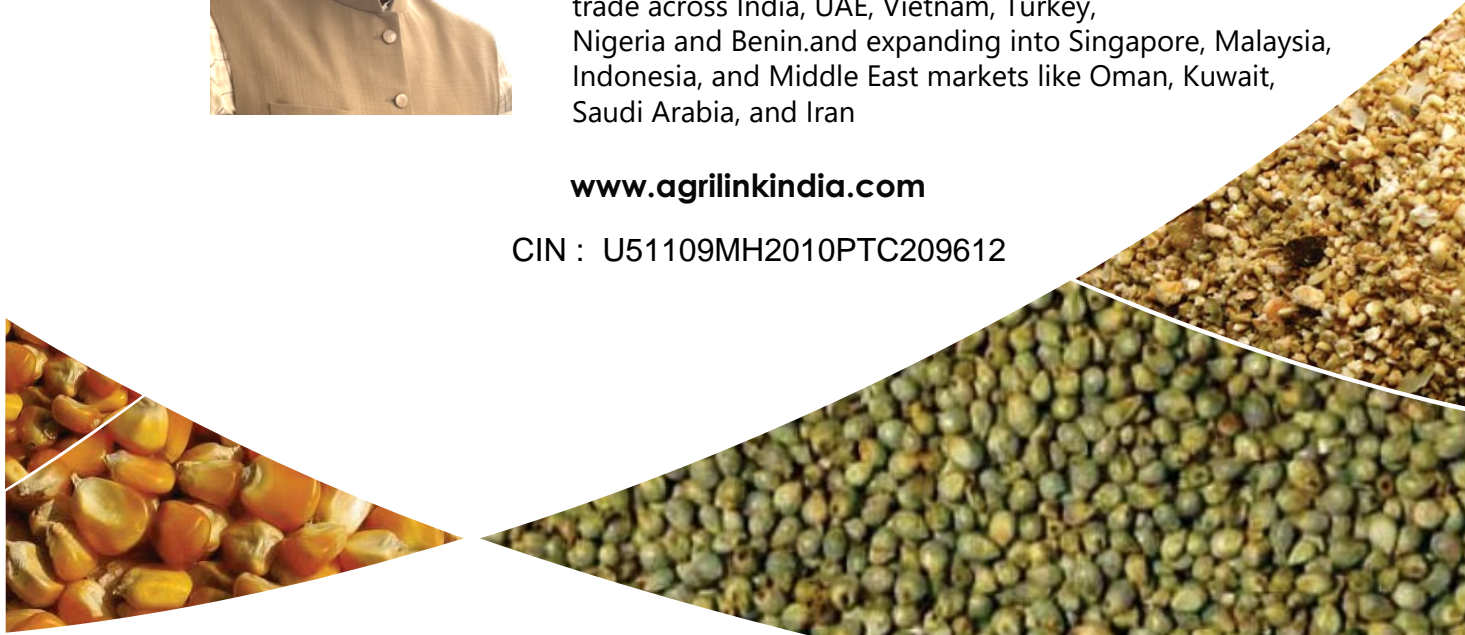 trade across India, UAE, Vietnam, Turkey,
Nigeria and Benin.and expanding into Singapore, Malaysia,
Indonesia, and Middle East markets like Oman, Kuwait,
Saudi Arabia, and Iran
www.agrilinkindia.com
CIN : U51109MH2010PTC209612